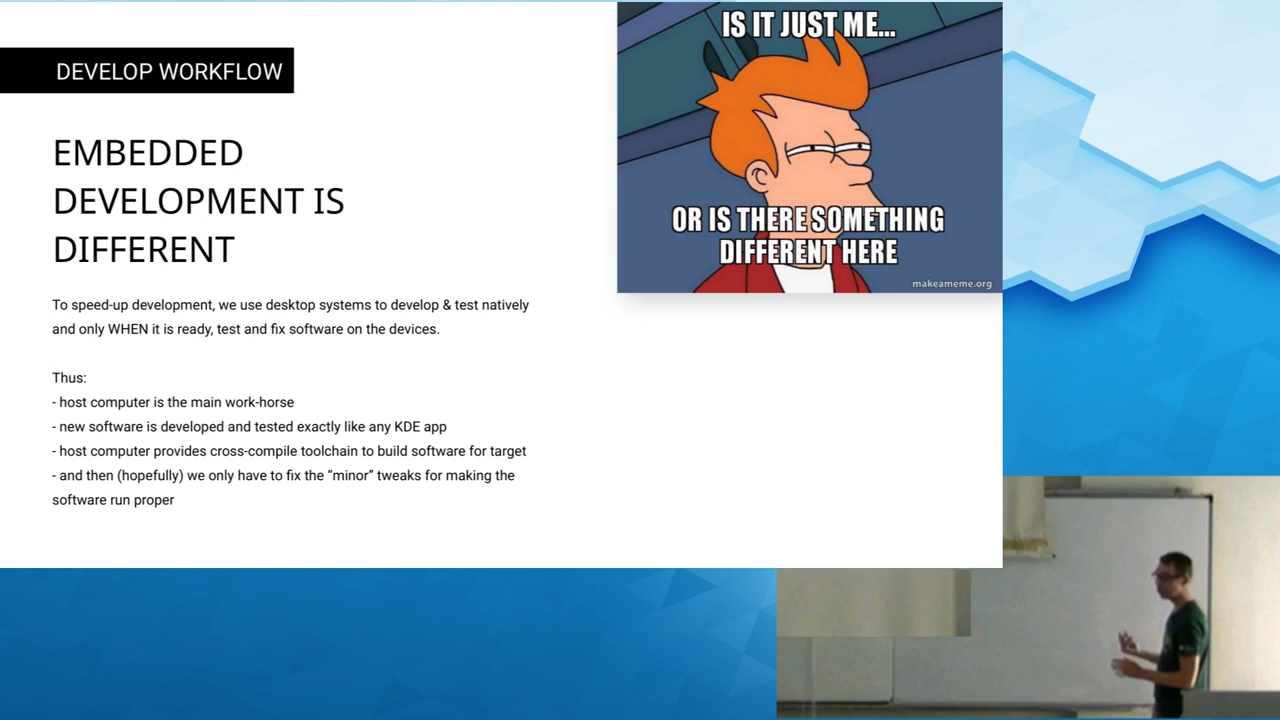 DEVELOP WORKFLOW
EMBEDDED
DEVELOPMENT IS
DIFFERENT
To speed-up development, we use desktop systems to develop & test natively
and only WHEN it is ready, test and fix software on the devices.
Thus:
- host computer is the main work-horse
- new software is developed and tested exactly like any KDE app
- host computer provides cross-compile toolchain to build software for target
- and then (hopefully) we only have to fix the “minor” tweaks for making the
software run proper
IS IT JUST ME...
OR IS THERE SOMETHING
DIFFERENT HERE
makeameme.org